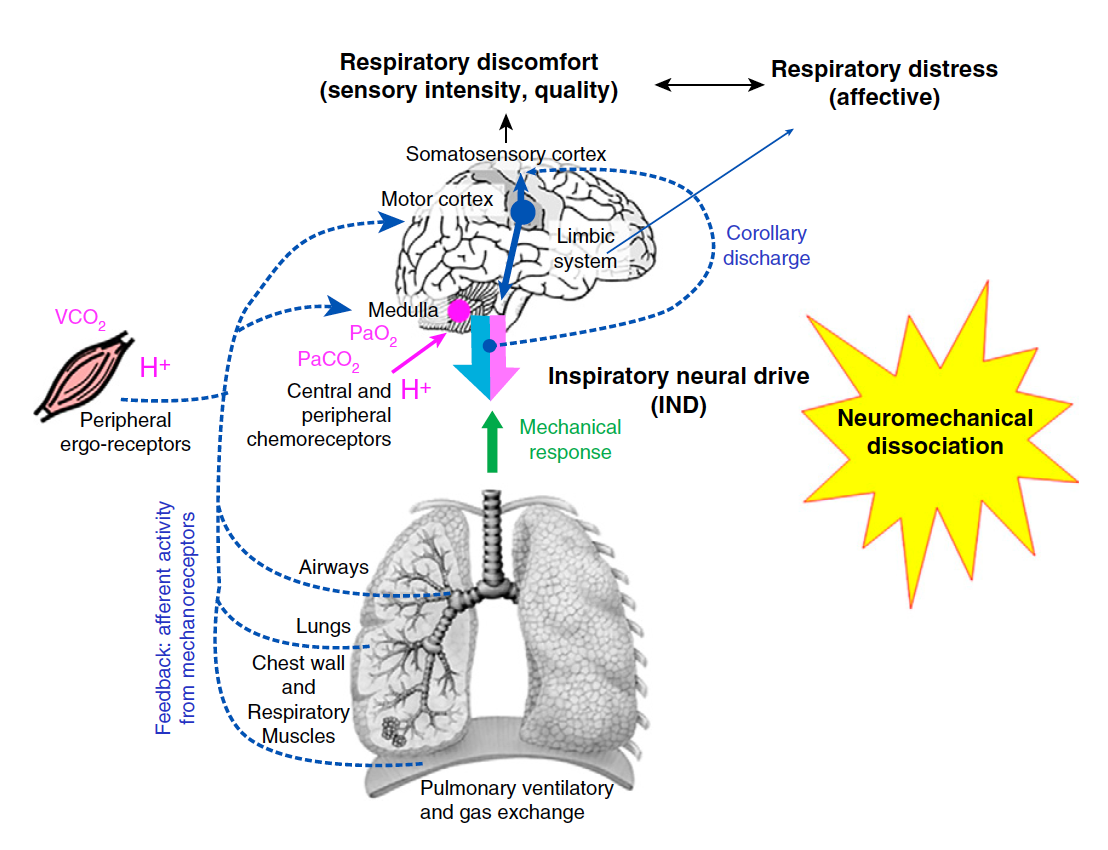 Respiratory discomfort
(sensory intensity, quality)
Respiratory distress
(affective)
Somatosensory cortex
Motor cortex
Limbic
system
Corollary
discharge
Medulla
PaO₂
PaCO₂
H+
Central and
peripheral
chemoreceptors
VCO₂
H+
Peripheral
ergo-receptors
Inspiratory neural drive
(IND)
Mechanical
response
Neuromechanical
dissociation
Feedback: afferent activity
from mechanoreceptors
Airways
Lungs
Chest wall
and
Respiratory
Muscles
Pulmonary ventilatory
and gas exchange